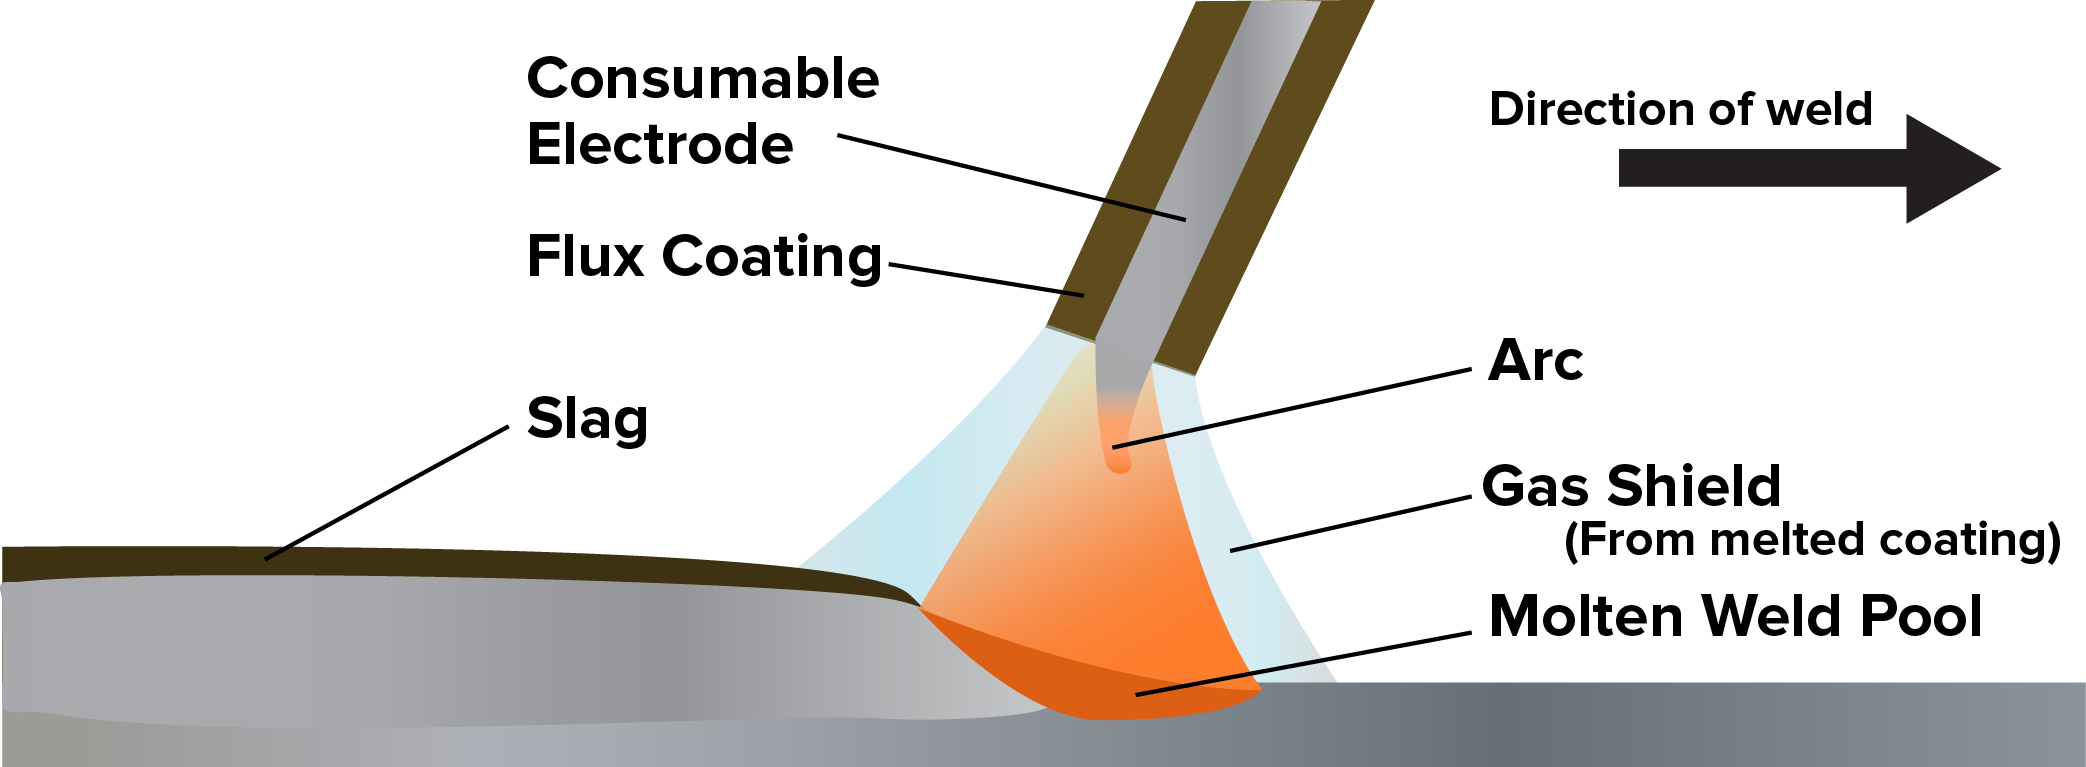 Consumable
Electrode
Flux Coating
Slag
Direction of weld
Arc
Gas Shield
(From melted coating)
Molten Weld Pool